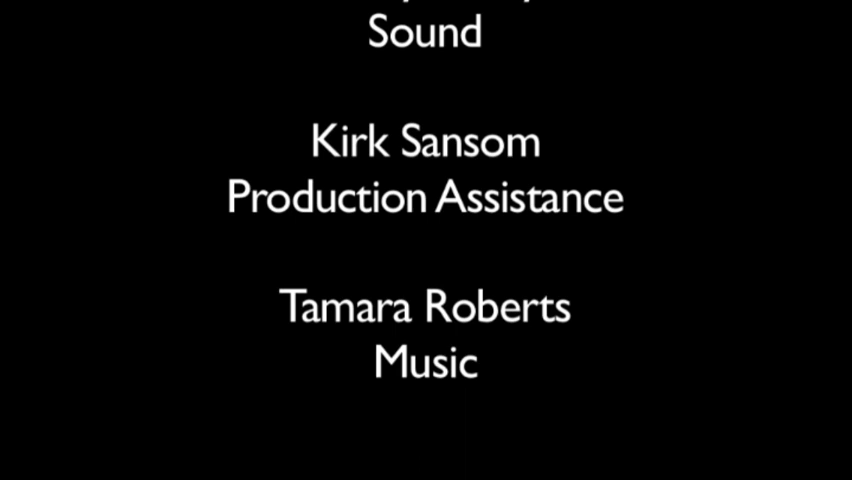 Sound
Kirk Sansom
Production Assistance
Tamara Roberts
Music